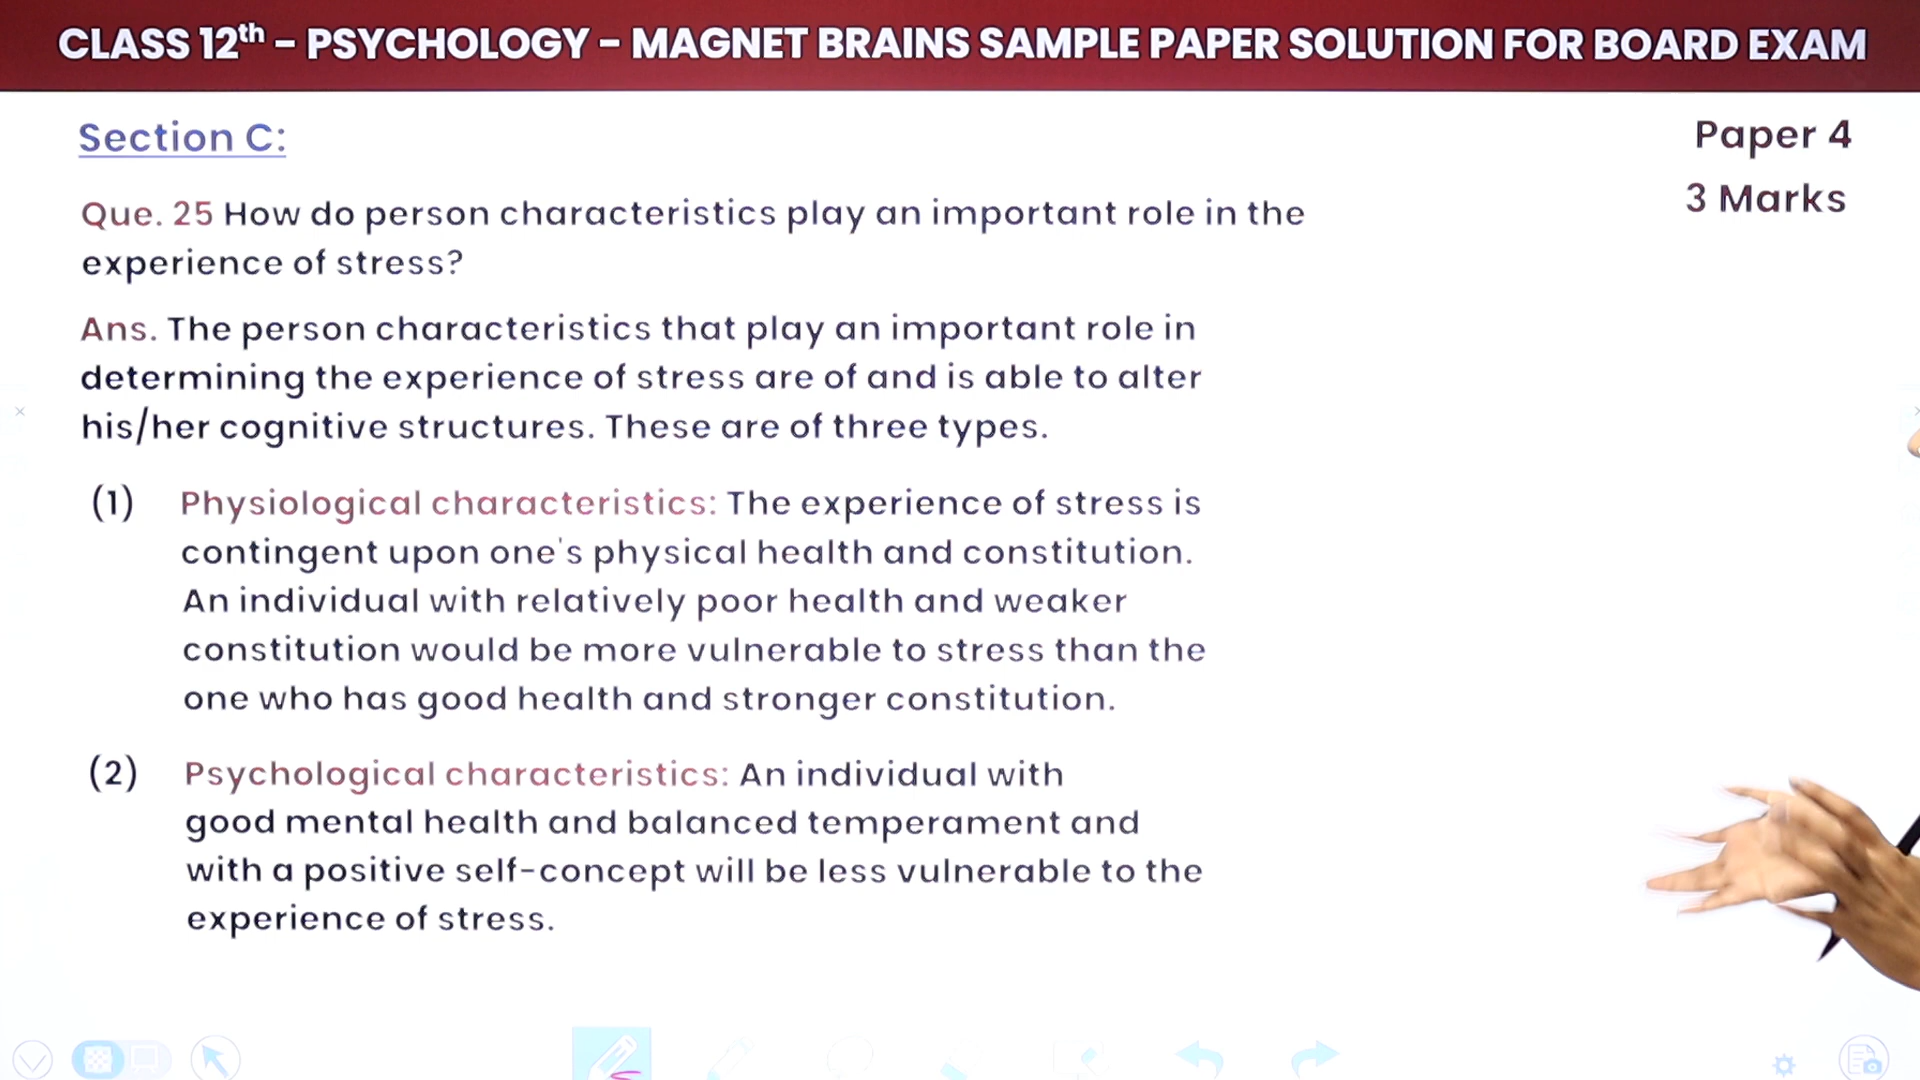 CLASS 12th – PSYCHOLOGY – MAGNET BRAINS SAMPLE PAPER SOLUTION FOR BOARD EXAM
Section C:
Paper 4
3 Marks
Que. 25 How do person characteristics play an important role in the
experience of stress?
Ans. The person characteristics that play an important role in
determining the experience of stress are of and is able to alter
his/her cognitive structures. These are of three types.
(1) Physiological characteristics: The experience of stress is
contingent upon one's physical health and constitution.
An individual with relatively poor health and weaker
constitution would be more vulnerable to stress than the
one who has good health and stronger constitution.
(2) Psychological characteristics: An individual with
good mental health and balanced temperament and
with a positive self-concept will be less vulnerable to the
experience of stress.